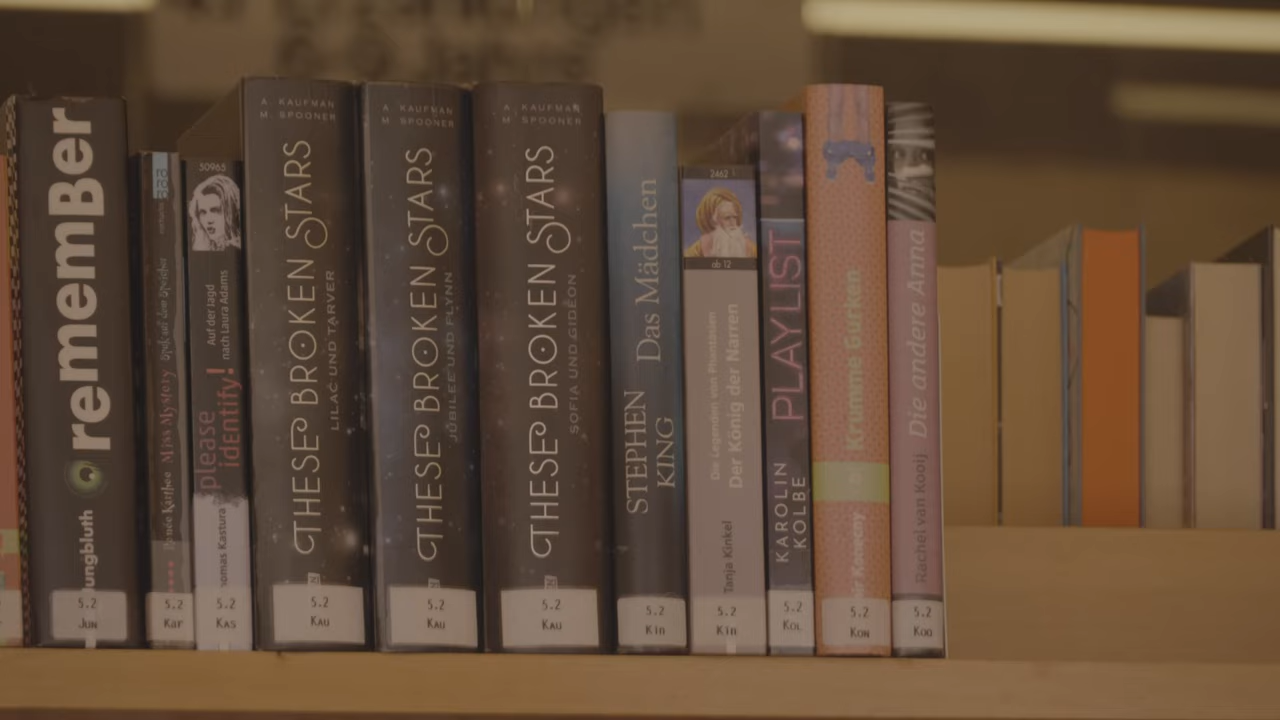 remember
Jungbluth
5.2
Jun
Miss Mystery
5.2
Kar
50965
Auf der Jagd
nach Laura Adams
please
identify!
Thomas Kastura
5.2
KAS
A. KAUFMAN
M. SPOONER
THESE BROKEN STARS
LILAC UND TARVER
5.2
KAU
A. KAUFMAN
M. SPOONER
THESE BROKEN STARS
JUBILEE UND FLYNN
5.2
KAU
A. KAUFMAN
M. SPOONER
THESE BROKEN STARS
SOFIA UND GIDEON
5.2
KAU
STEPHEN
KING
Das Mädchen
5.2
Kin
2462
ab 12
Die Legenden von Phantásien
Der König der Narren
Tanja Kinkel
5.2
Kin
KAROLIN
KOLBE
PLAYLIST
5.2
KOL
Krumme Gurken
5.2
KON
Rachel van Kooij
Die andere Anna
5.2
KOO